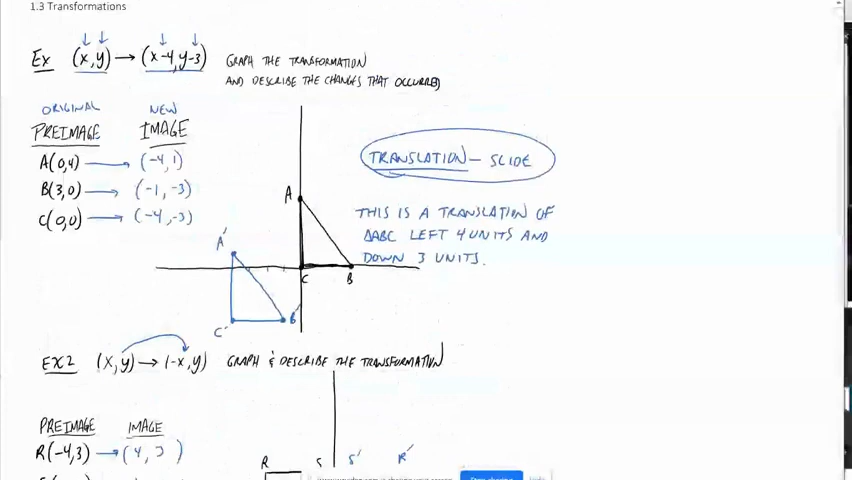 1.3 Transformations
Ex (x,y) → (x-4, y-3) GRAPH THE TRANSFORMATION
AND DESCRIBE THE CHANGES THAT OCCURRED
ORIGINAL NEW
PREIMAGE IMAGE
A(0,4) → (-4,1)
B(3,0) → (-1,-3)
C(0,0) → (-4,-3)
TRANSLATION - SLIDE
THIS IS A TRANSLATION OF
ΔABC LEFT 4 UNITS AND
DOWN 3 UNITS.
A
A'
C B
C' B'
EX2 (x,y) → (-x,y) GRAPH & DESCRIBE THE TRANSFORMATION
PREIMAGE IMAGE
R(-4,3) → (4,3)
R S S' R'